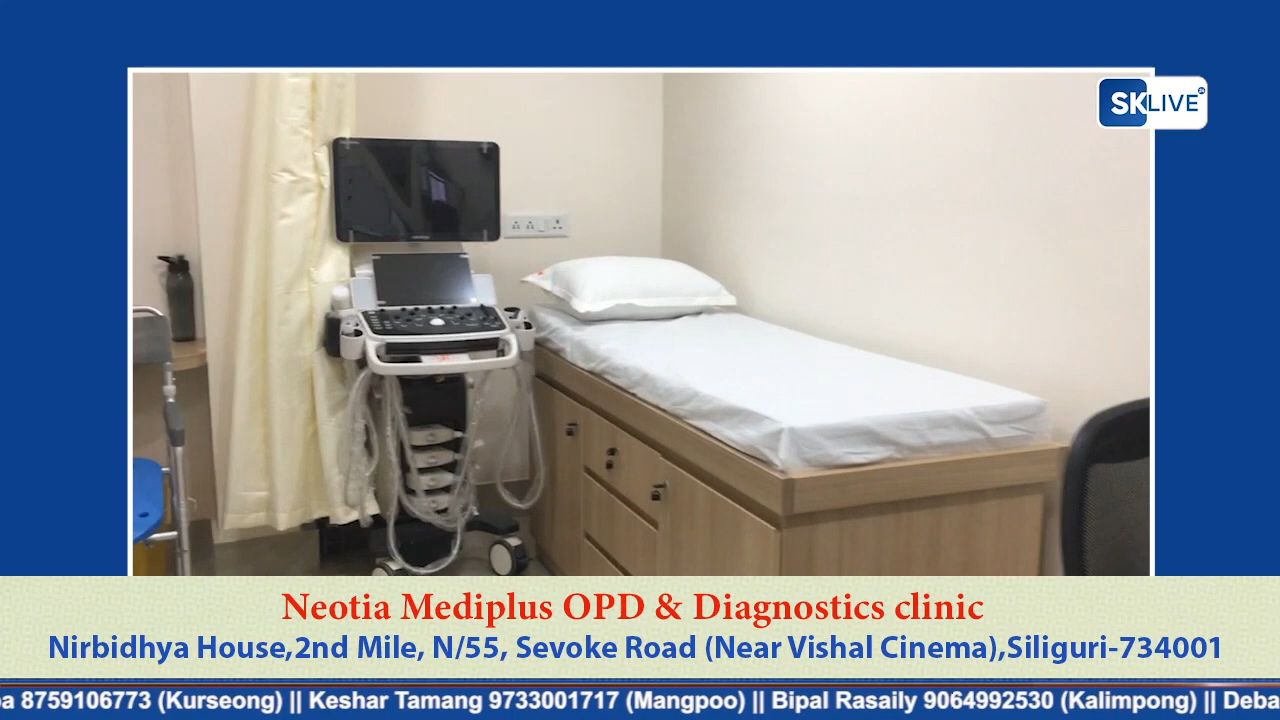 SKLIVE 24
Neotia Mediplus OPD & Diagnostics clinic
Nirbidhya House,2nd Mile, N/55, Sevoke Road (Near Vishal Cinema),Siliguri-734001
8759106773 (Kurseong) || Keshar Tamang 9733001717 (Mangpoo) || Bipal Rasaily 9064992530 (Kalimpong) ||